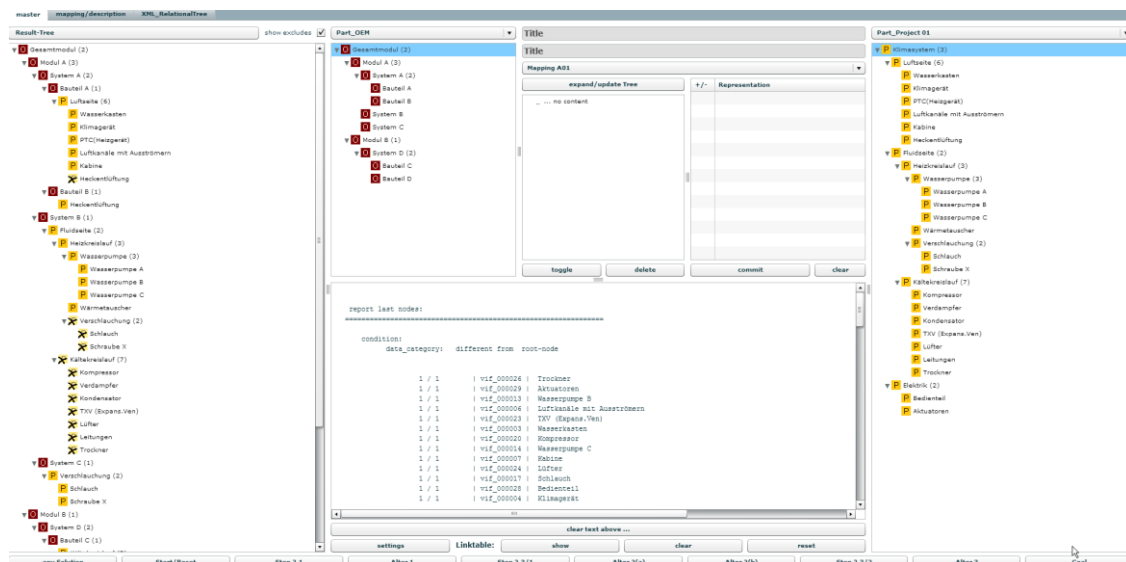 master mapping/description XML_RelationalTree
Result-Tree show excludes
Gesamtmodul (2)
Modul A (3)
System A (2)
Bauteil A (1)
Luftseite (6)
Wasserkasten
Klimagerät
PTC(Heizgerät)
Luftkanäle mit Ausströmern
Kabine
Heckentlüftung
Bauteil B (1)
Heckentlüftung
System B (1)
Fluidseite (2)
Heizkreislauf (3)
Wasserpumpe (3)
Wasserpumpe A
Wasserpumpe B
Wasserpumpe C
Wärmetauscher
Verschlauchung (2)
Schlauch
Schraube X
Kältekreislauf (7)
Kompressor
Verdampfer
Kondensator
TXV (Expans.Ven)
Lüfter
Leitungen
Trockner
System C (1)
Verschlauchung (2)
Schlauch
Schraube X
Modul B (1)
System D (2)
Bauteil C (1)
Part_OEM
Gesamtmodul (2)
Modul A (3)
System A (2)
Bauteil A
Bauteil B
System B
System C
Modul B (1)
System D (2)
Bauteil C
Bauteil D
Title
Title
Mapping A01
expand/update Tree
_ ... no content
+/- Representation
toggle delete commit clear
report last nodes:
==============================================================
condition:
data_category: different from root-node
1 / 1 | vif_000026 | Trockner
1 / 1 | vif_000029 | Aktuatoren
1 / 1 | vif_000013 | Wasserpumpe B
1 / 1 | vif_000006 | Luftkanäle mit Ausströmern
1 / 1 | vif_000023 | TXV (Expans.Ven)
1 / 1 | vif_000003 | Wasserkasten
1 / 1 | vif_000020 | Kompressor
1 / 1 | vif_000014 | Wasserpumpe C
1 / 1 | vif_000007 | Kabine
1 / 1 | vif_000024 | Lüfter
1 / 1 | vif_000017 | Schlauch
1 / 1 | vif_000028 | Bedienteil
1 / 1 | vif_000004 | Klimagerät
clear text above ...
settings Linktable: show clear reset
Part_Project 01
Klimasystem (3)
Luftseite (6)
Wasserkasten
Klimagerät
PTC(Heizgerät)
Luftkanäle mit Ausströmern
Kabine
Heckentlüftung
Fluidseite (2)
Heizkreislauf (3)
Wasserpumpe (3)
Wasserpumpe A
Wasserpumpe B
Wasserpumpe C
Wärmetauscher
Verschlauchung (2)
Schlauch
Schraube X
Kältekreislauf (7)
Kompressor
Verdampfer
Kondensator
TXV (Expans.Ven)
Lüfter
Leitungen
Trockner
Elektrik (2)
Bedienteil
Aktuatoren